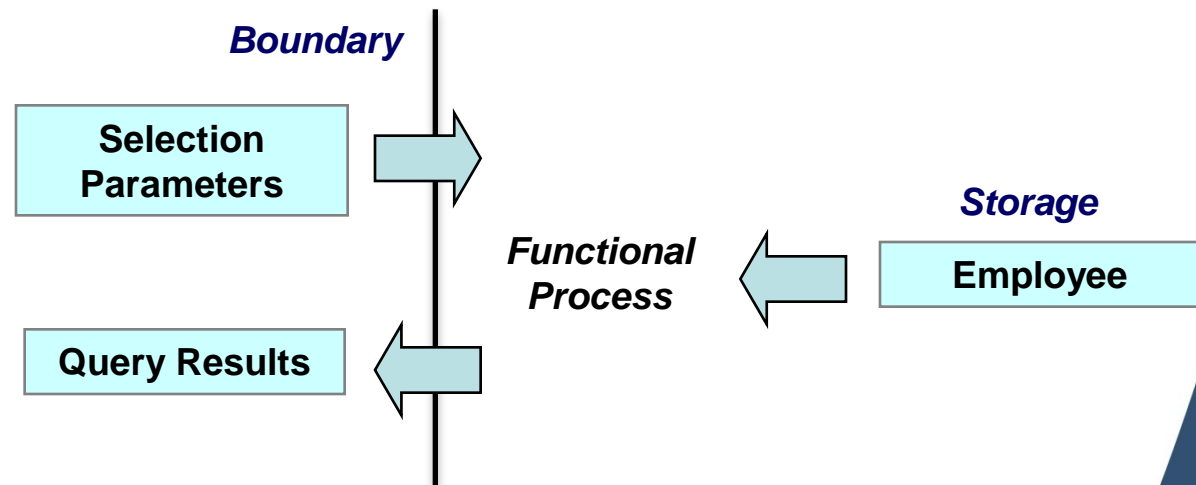 Boundary
Selection
Parameters
Storage
Functional
Process
Employee
Query Results